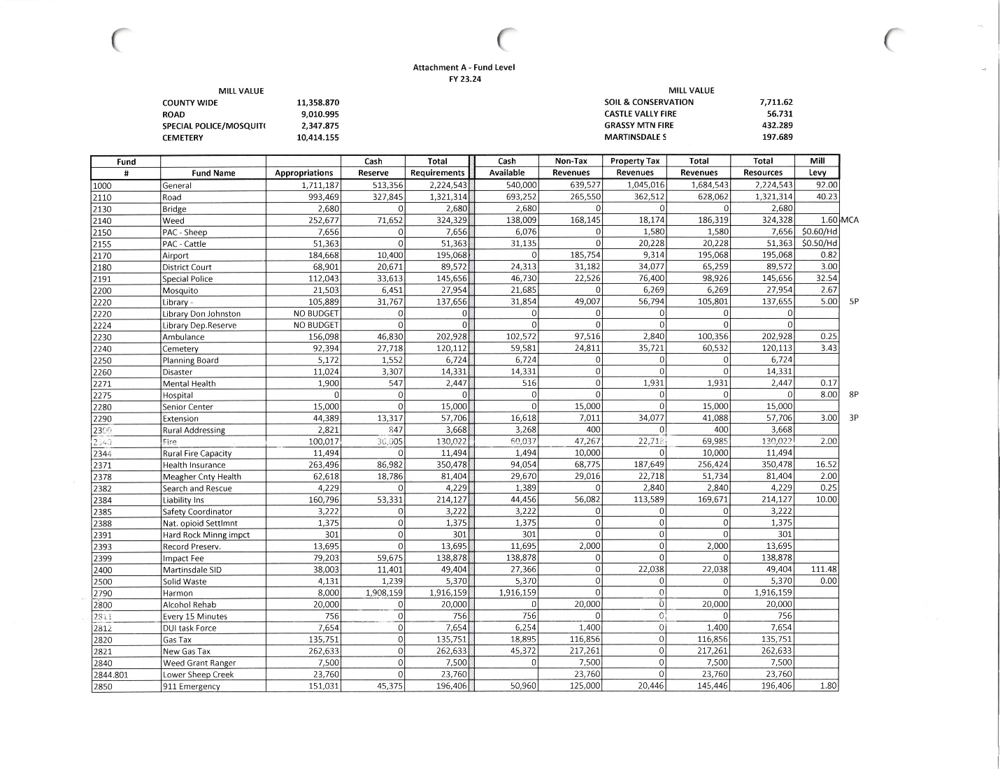 Attachment A - Fund Level
FY 23.24
MILL VALUE
COUNTY WIDE 11,358.870
ROAD 9,010.995
SPECIAL POLICE/MOSQUIT( 2,347.875
CEMETERY 10,414.155
MILL VALUE
SOIL & CONSERVATION 7,711.62
CASTLE VALLY FIRE 56.731
GRASSY MTN FIRE 432.289
MARTINSDALE S 197.689
Fund Cash Total Cash Non-Tax Property Tax Total Total Mill
# Fund Name Appropriations Reserve Requirements Available Revenues Revenues Revenues Resources Levy
1000 General 1,711,187 513,356 2,224,543 540,000 639,527 1,045,016 1,684,543 2,224,543 92.00
2110 Road 993,469 327,845 1,321,314 693,252 265,550 362,512 628,062 1,321,314 40.23
2130 Bridge 2,680 0 2,680 2,680 0 0 0 2,680
2140 Weed 252,677 71,652 324,329 138,009 168,145 18,174 186,319 324,328 1.60 MCA
2150 PAC - Sheep 7,656 0 7,656 6,076 0 1,580 1,580 7,656 $0.60/Hd
2155 PAC - Cattle 51,363 0 51,363 31,135 0 20,228 20,228 51,363 $0.50/Hd
2170 Airport 184,668 10,400 195,068 0 185,754 9,314 195,068 195,068 0.82
2180 District Court 68,901 20,671 89,572 24,313 31,182 34,077 65,259 89,572 3.00
2191 Special Police 112,043 33,613 145,656 46,730 22,526 76,400 98,926 145,656 32.54
2200 Mosquito 21,503 6,451 27,954 21,685 0 6,269 6,269 27,954 2.67
2220 Library - 105,889 31,767 137,656 31,854 49,007 56,794 105,801 137,655 5.00 5P
2220 Library Don Johnston NO BUDGET 0 0 0 0 0 0 0
2224 Library Dep.Reserve NO BUDGET 0 0 0 0 0 0 0
2230 Ambulance 156,098 46,830 202,928 102,572 97,516 2,840 100,356 202,928 0.25
2240 Cemetery 92,394 27,718 120,112 59,581 24,811 35,721 60,532 120,113 3.43
2250 Planning Board 5,172 1,552 6,724 6,724 0 0 0 6,724
2260 Disaster 11,024 3,307 14,331 14,331 0 0 0 14,331
2271 Mental Health 1,900 547 2,447 516 0 1,931 1,931 2,447 0.17
2275 Hospital 0 0 0 0 0 0 0 0 8.00 8P
2280 Senior Center 15,000 0 15,000 0 15,000 0 15,000 15,000
2290 Extension 44,389 13,317 57,706 16,618 7,011 34,077 41,088 57,706 3.00 3P
Rural Addressing 2,821 847 3,668 3,268 400 0 400 3,668
Fire 100,017 30,005 130,022 60,037 47,267 22,718 69,985 130,022 2.00
2344 Rural Fire Capacity 11,494 0 11,494 1,494 10,000 0 10,000 11,494
2371 Health Insurance 263,496 86,982 350,478 94,054 68,775 187,649 256,424 350,478 16.52
2378 Meagher Cnty Health 62,618 18,786 81,404 29,670 29,016 22,718 51,734 81,404 2.00
2382 Search and Rescue 4,229 0 4,229 1,389 0 2,840 2,840 4,229 0.25
2384 Liability Ins 160,796 53,331 214,127 44,456 56,082 113,589 169,671 214,127 10.00
2385 Safety Coordinator 3,222 0 3,222 3,222 0 0 0 3,222
2388 Nat. opioid Settlmnt 1,375 0 1,375 1,375 0 0 0 1,375
2391 Hard Rock Minng impct 301 0 301 301 0 0 0 301
2393 Record Preserv. 13,695 0 13,695 11,695 2,000 0 2,000 13,695
2399 Impact Fee 79,203 59,675 138,878 138,878 0 0 0 138,878
2400 Martinsdale SID 38,003 11,401 49,404 27,366 0 22,038 22,038 49,404 111.48
2500 Solid Waste 4,131 1,239 5,370 5,370 0 0 0 5,370 0.00
2790 Harmon 8,000 1,908,159 1,916,159 1,916,159 0 0 0 1,916,159
2800 Alcohol Rehab 20,000 0 20,000 0 20,000 0 20,000 20,000
2811 Every 15 Minutes 756 0 756 756 0 0 0 756
2812 DUI task Force 7,654 0 7,654 6,254 1,400 0 1,400 7,654
2820 Gas Tax 135,751 0 135,751 18,895 116,856 0 116,856 135,751
2821 New Gas Tax 262,633 0 262,633 45,372 217,261 0 217,261 262,633
2840 Weed Grant Ranger 7,500 0 7,500 0 7,500 0 7,500 7,500
2844.801 Lower Sheep Creek 23,760 0 23,760 23,760 0 23,760 23,760
2850 911 Emergency 151,031 45,375 196,406 50,960 125,000 20,446 145,446 196,406 1.80